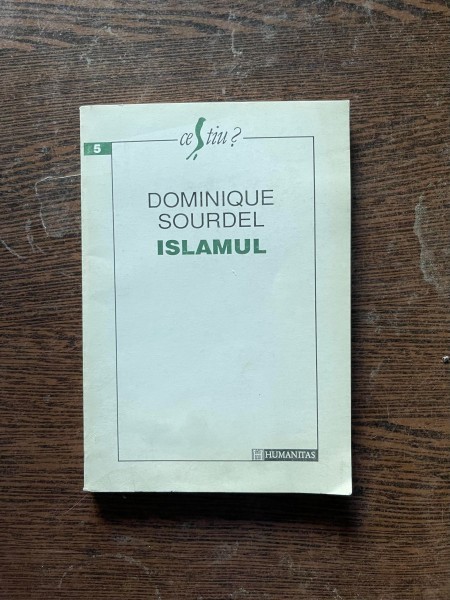 ce Știu?
5
DOMINIQUE
SOURDEL
ISLAMUL
HUMANITAS